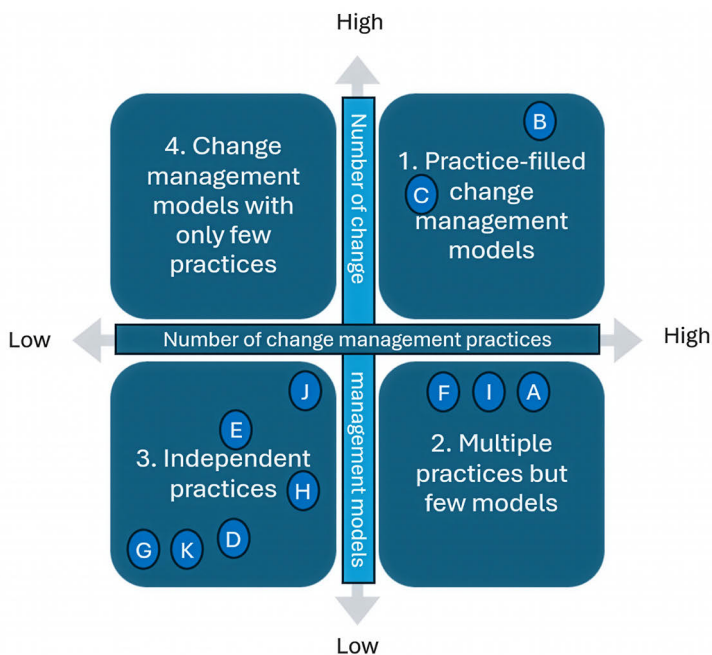 High
4. Change
management
models with
only few
practices
Number of change
management models
B
1. Practice-filled
C
change
management
models
Low
Number of change management practices
High
J
E
3. Independent
practices
H
G
K
D
F
I
A
2. Multiple
practices but
few models
Low